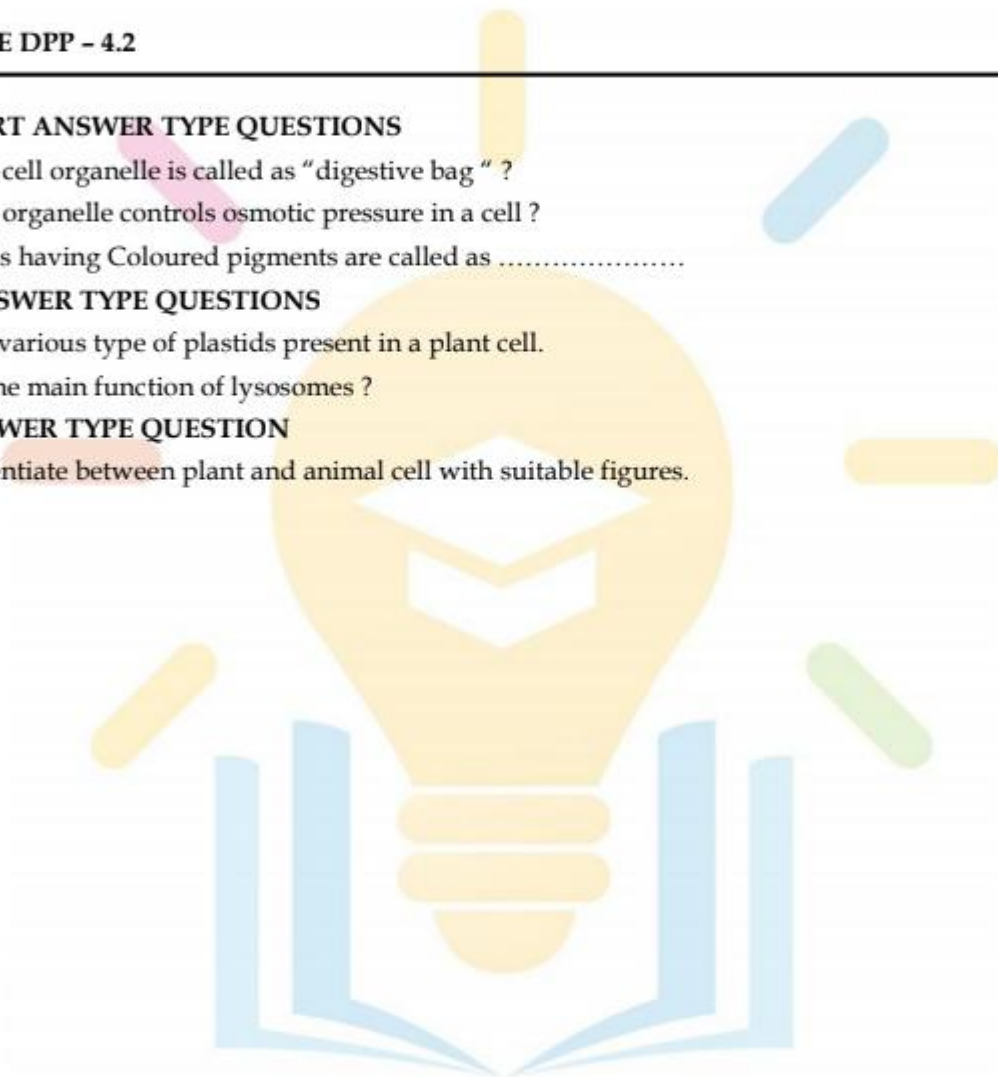 E DPP – 4.2
RT ANSWER TYPE QUESTIONS
cell organelle is called as “digestive bag “ ?
organelle controls osmotic pressure in a cell ?
s having Coloured pigments are called as …………………
SWER TYPE QUESTIONS
various type of plastids present in a plant cell.
he main function of lysosomes ?
WER TYPE QUESTION
ntiate between plant and animal cell with suitable figures.